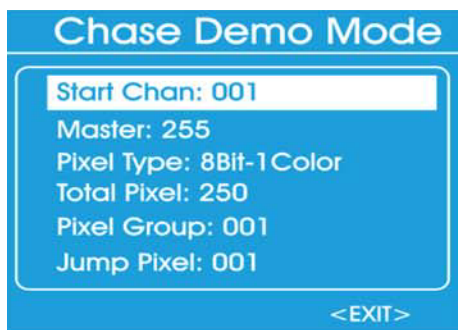 Chase Demo Mode
Start Chan: 001
Master: 255
Pixel Type: 8Bit-1Color
Total Pixel: 250
Pixel Group: 001
Jump Pixel: 001
<EXIT>